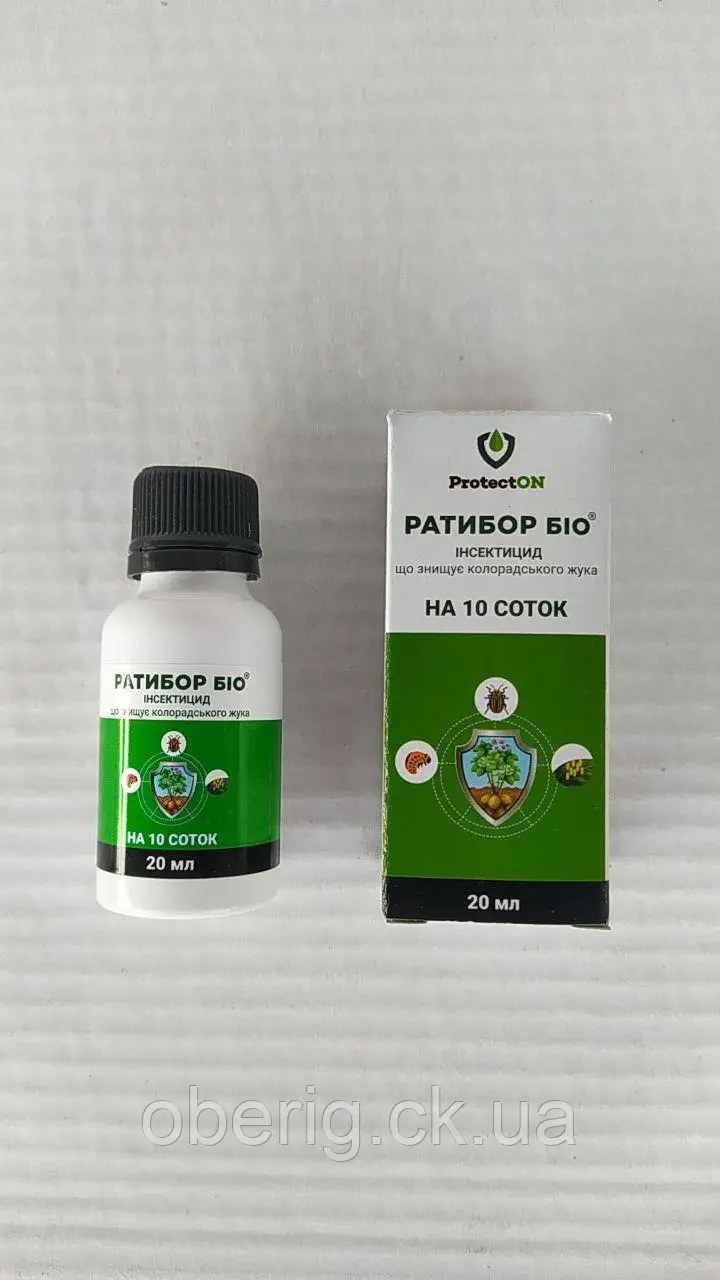 РАТИБОР БІО®
ІНСЕКТИЦИД
що знищує колорадського жука
НА 10 СОТОК
20 мл
ProtectON
РАТИБОР БІО®
ІНСЕКТИЦИД
що знищує колорадського жука
НА 10 СОТОК
20 мл
oberig.ck.ua